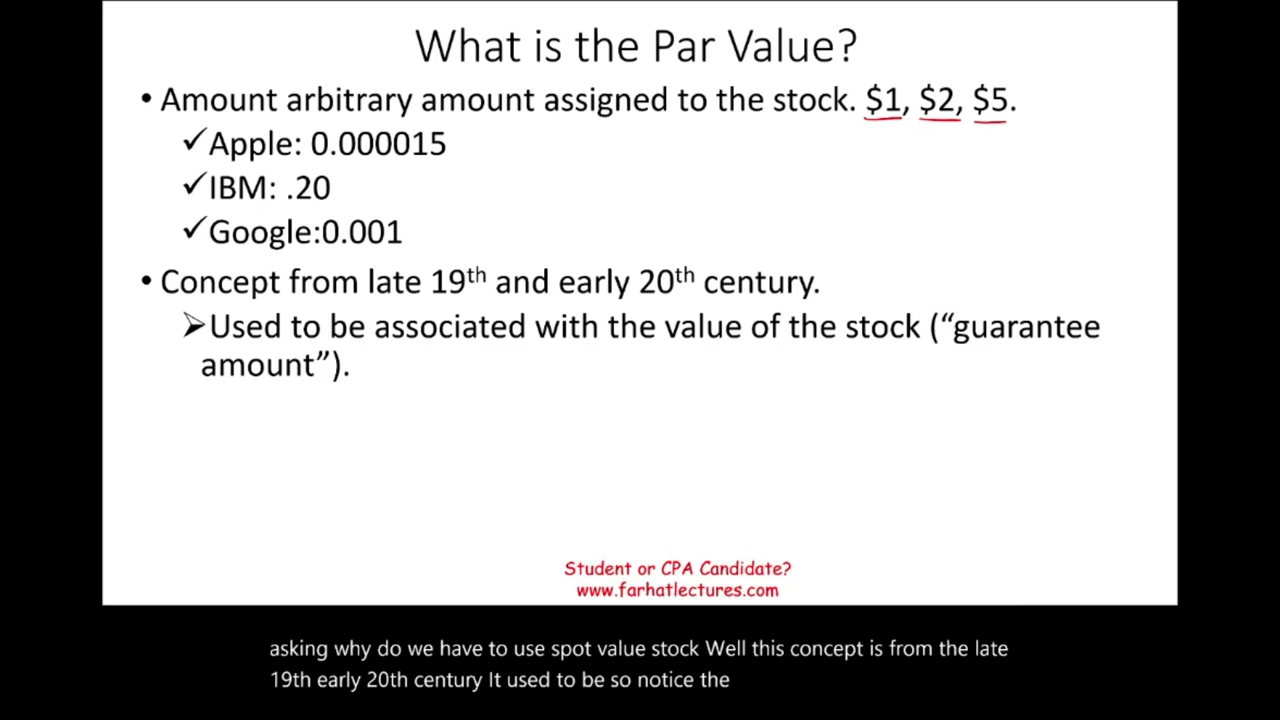 What is the Par Value?
• Amount arbitrary amount assigned to the stock. $1, $2, $5.
✓Apple: 0.000015
✓IBM: .20
✓Google:0.001
• Concept from late 19th and early 20th century.
➢Used to be associated with the value of the stock (“guarantee
amount”).
Student or CPA Candidate?
www.farhatlectures.com
asking why do we have to use spot value stock Well this concept is from the late
19th early 20th century It used to be so notice the